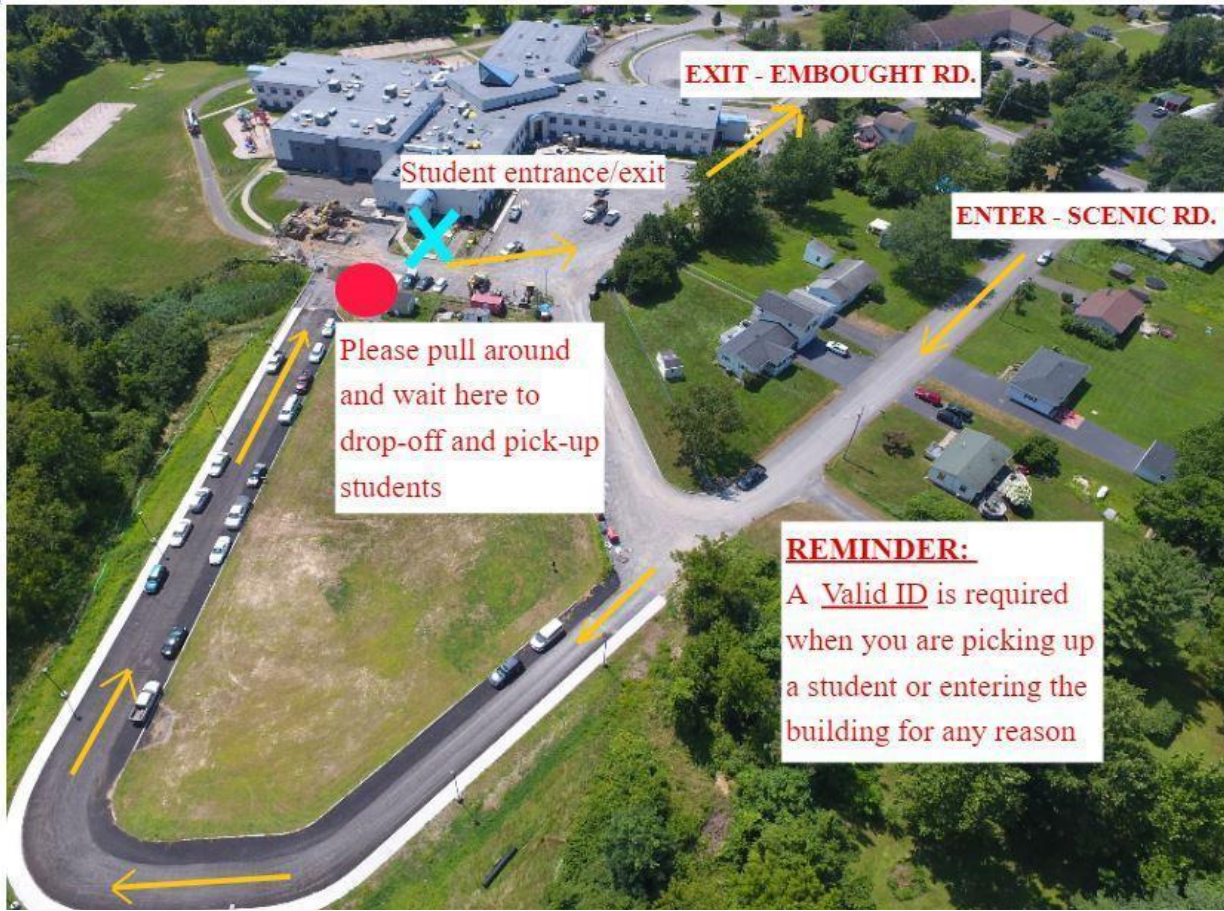 EXIT - EMBOUGHT RD.
Student entrance/exit
ENTER - SCENIC RD.
Please pull around
and wait here to
drop-off and pick-up
students
REMINDER:
A Valid ID is required
when you are picking up
a student or entering the
building for any reason